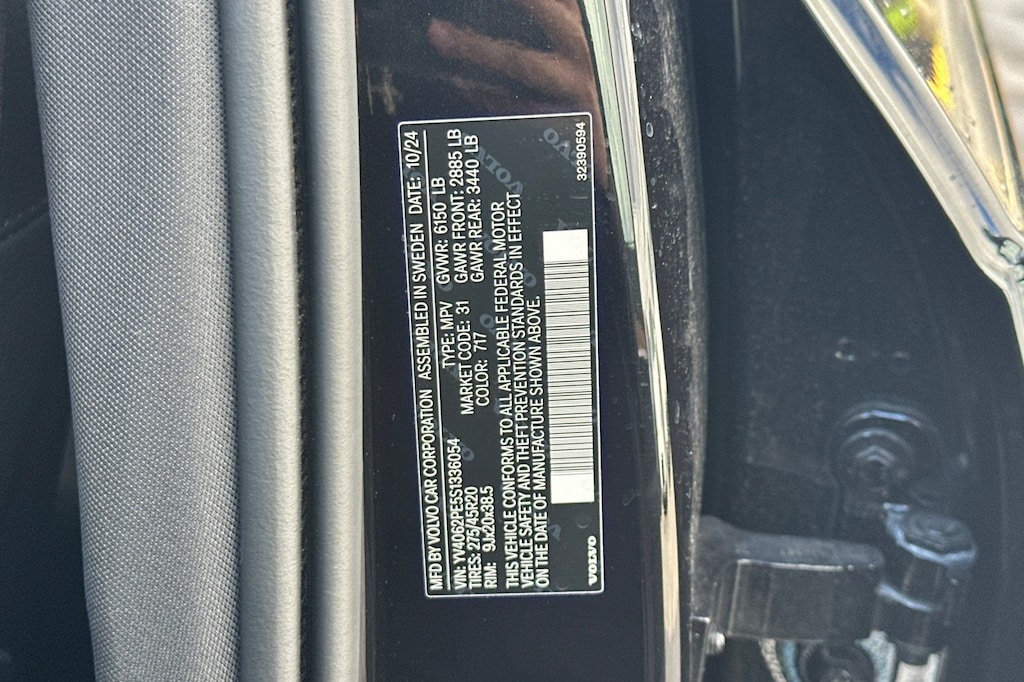 MFD BY VOLVO CAR CORPORATION ASSEMBLED IN SWEDEN DATE: 10/24
VIN: YV4062PE5S1336054 TYPE: MPV GVWR: 6150 LB
TIRES: 275/45R20 MARKET CODE: 31 GAWR FRONT: 2885 LB
RIM: 9Jx20x38.5 COLOR: 717 GAWR REAR: 3440 LB
THIS VEHICLE CONFORMS TO ALL APPLICABLE FEDERAL MOTOR
VEHICLE SAFETY AND THEFT PREVENTION STANDARDS IN EFFECT
ON THE DATE OF MANUFACTURE SHOWN ABOVE.
VOLVO 32390594